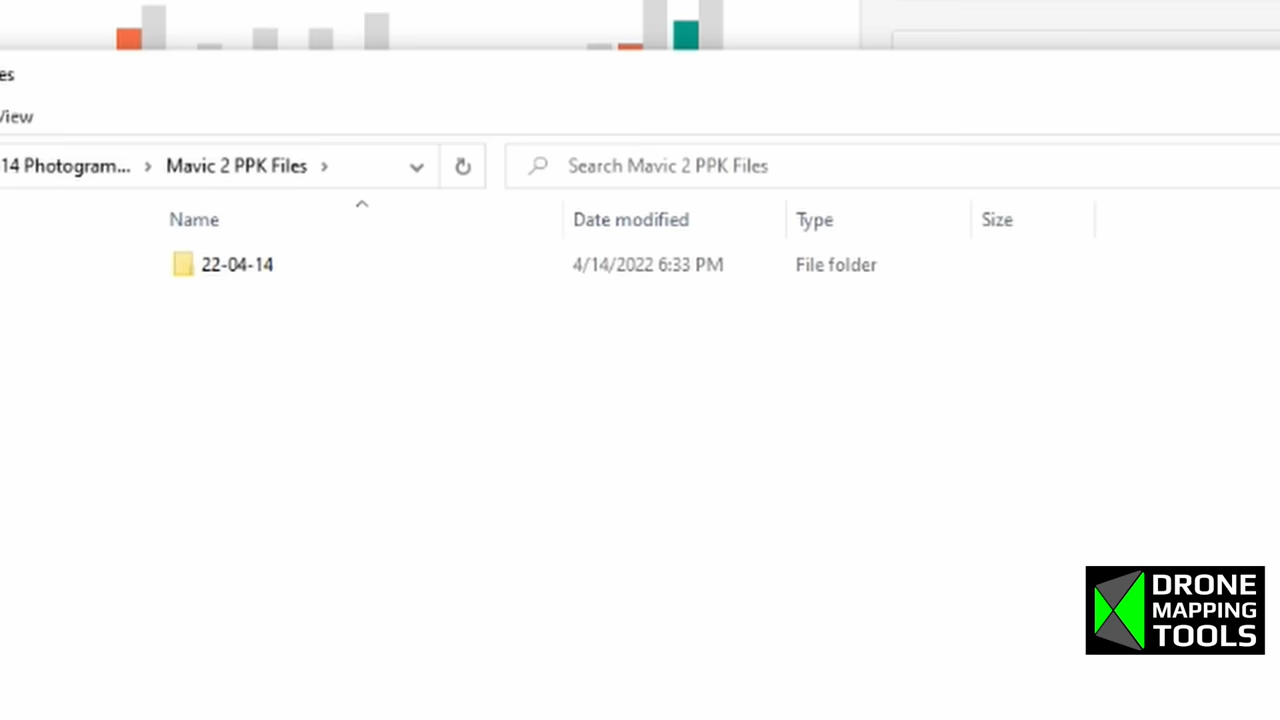 es
View
14 Photogram... > Mavic 2 PPK Files >
Search Mavic 2 PPK Files
Name Date modified Type Size
22-04-14 4/14/2022 6:33 PM File folder
DRONE
MAPPING
TOOLS